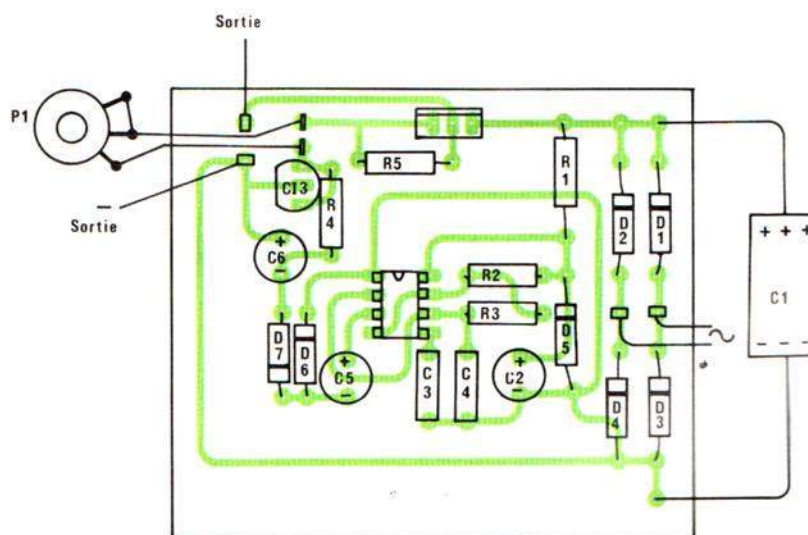 Sortie
P1
R5
R1
CI3
R4
D2
D1
+ + +
C1
- - -
+
C6
-
R2
R3
D7
D6
D5
+
C5
-
C3
C4
+
C2
-
D4
D3
~
-
Sortie